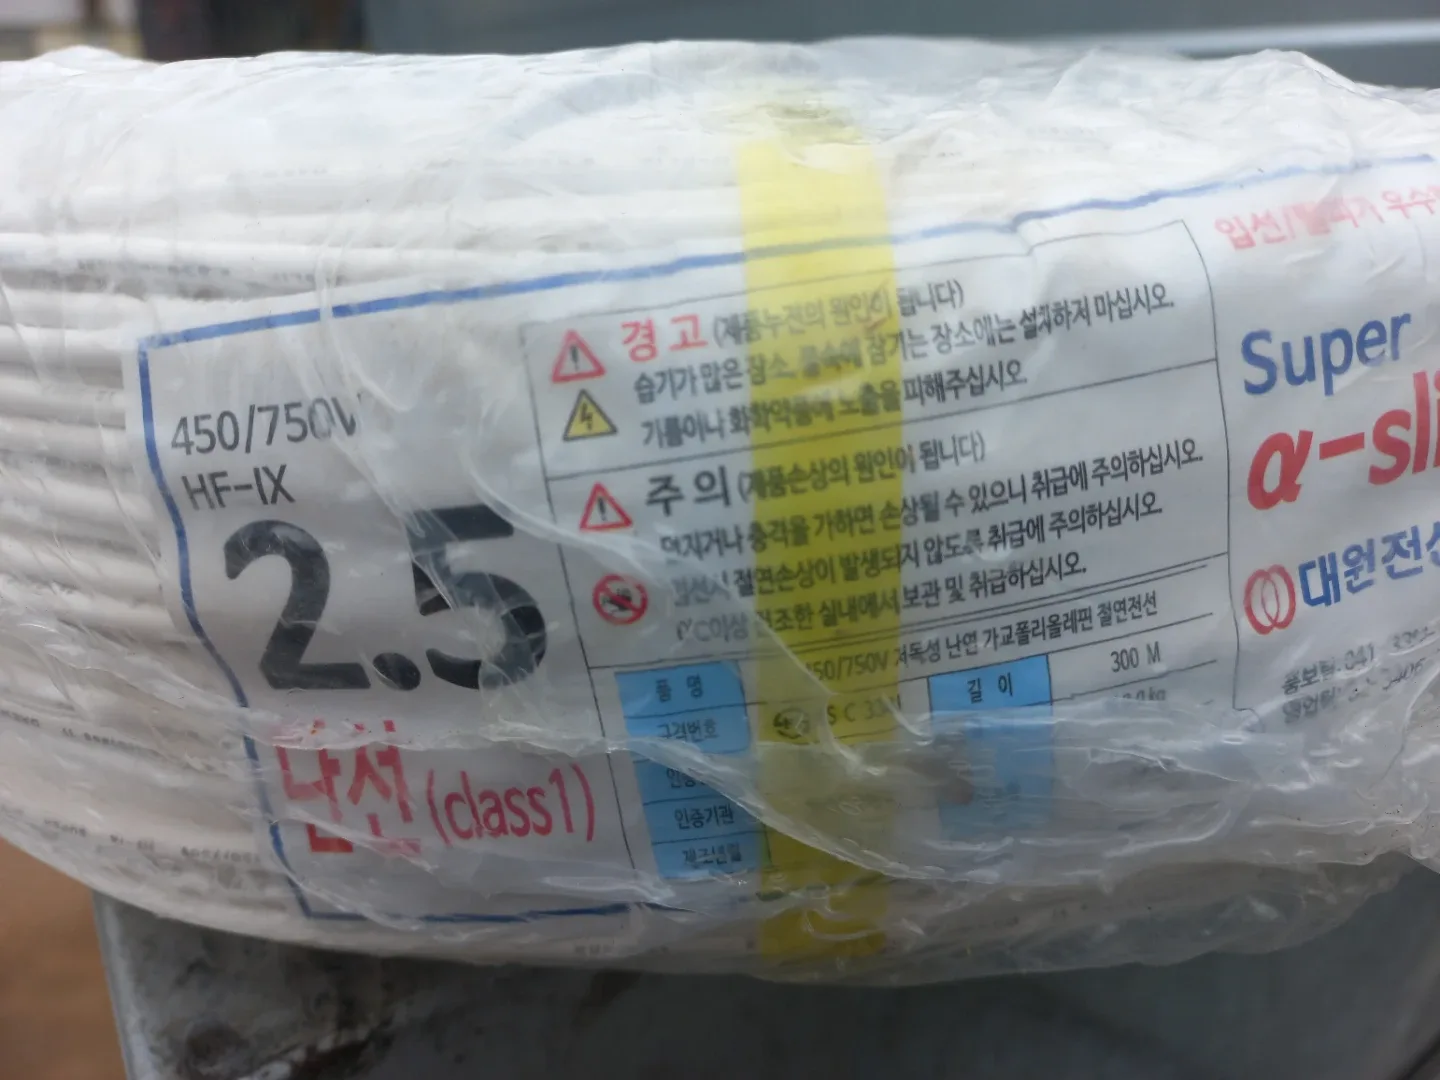 450/750V
HF-IX
2.5
단선 (class1)
경 고 (제품누전의 원인이 됩니다)
습기가 많은 장소, 물속에 잠기는 장소에는 설치하지 마십시오.
기름이나 화학약품에 노출을 피해주십시오.
주 의 (제품손상의 원인이 됩니다)
던지거나 충격을 가하면 손상될 수 있으니 취급에 주의하십시오.
절연손상이 발생되지 않도록 취급에 주의하십시오.
건조한 실내에서 보관 및 취급하십시오.
품 명
450/750V 저독성 난연 가교폴리올레핀 절연전선
규격번호
길 이
300 M
인증기관
제조년월
입선/
Super
α-sli
대원전선